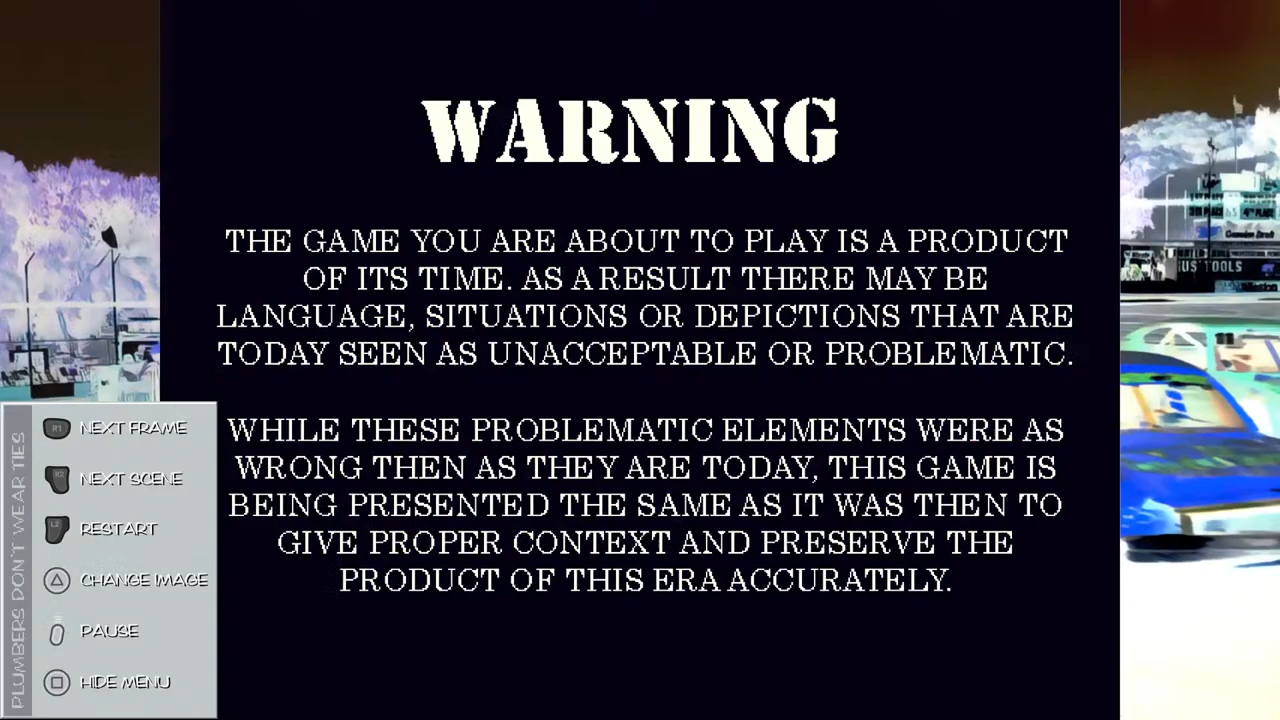 WARNING
THE GAME YOU ARE ABOUT TO PLAY IS A PRODUCT
OF ITS TIME. AS A RESULT THERE MAY BE
LANGUAGE, SITUATIONS OR DEPICTIONS THAT ARE
TODAY SEEN AS UNACCEPTABLE OR PROBLEMATIC.
WHILE THESE PROBLEMATIC ELEMENTS WERE AS
WRONG THEN AS THEY ARE TODAY, THIS GAME IS
BEING PRESENTED THE SAME AS IT WAS THEN TO
GIVE PROPER CONTEXT AND PRESERVE THE
PRODUCT OF THIS ERA ACCURATELY.
PLUMBERS DON'T WEAR TIES
R1 NEXT FRAME
R2 NEXT SCENE
L2 RESTART
CHANGE IMAGE
PAUSE
HIDE MENU
TOOLS